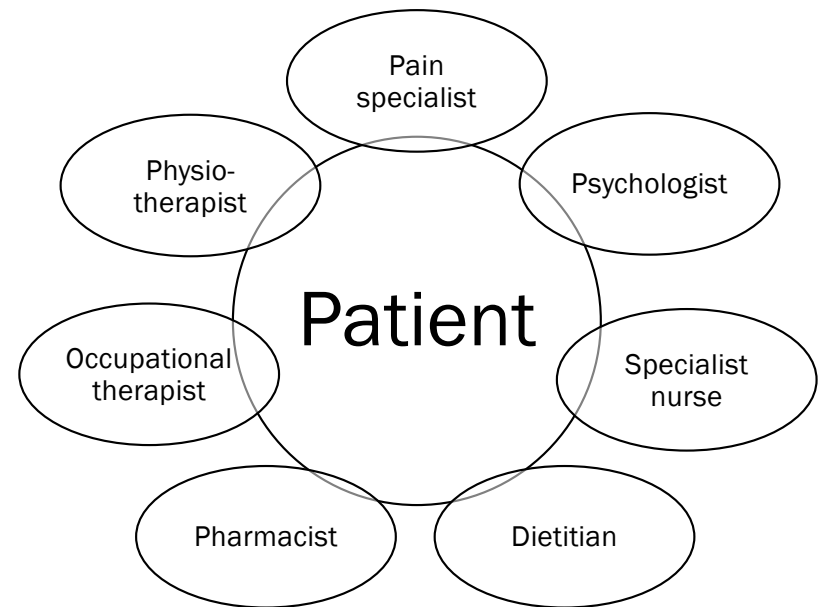 Pain
specialist
Physio-
therapist
Psychologist
Patient
Occupational
therapist
Specialist
nurse
Pharmacist
Dietitian